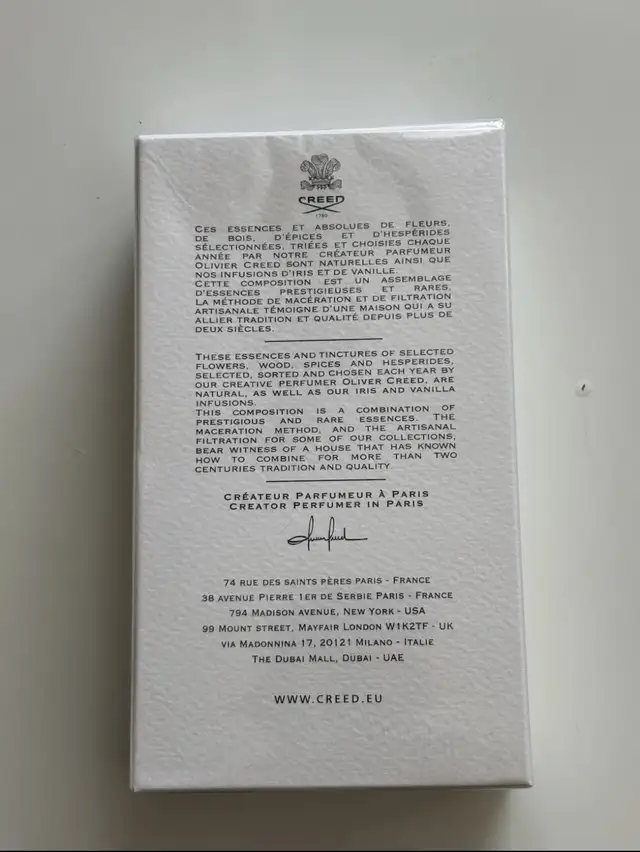 CREED
1760
CES ESSENCES ET ABSOLUES DE FLEURS,
DE BOIS, D'ÉPICES ET D'HESPÉRIDES
SÉLECTIONNÉES, TRIÉES ET CHOISIES CHAQUE
ANNÉE PAR NOTRE CRÉATEUR PARFUMEUR
OLIVIER CREED SONT NATURELLES AINSI QUE
NOS INFUSIONS D'IRIS ET DE VANILLE.
CETTE COMPOSITION EST UN ASSEMBLAGE
D'ESSENCES PRESTIGIEUSES ET RARES,
LA MÉTHODE DE MACÉRATION ET DE FILTRATION
ARTISANALE TÉMOIGNE D'UNE MAISON QUI A SU
ALLIER TRADITION ET QUALITÉ DEPUIS PLUS DE
DEUX SIÈCLES.
THESE ESSENCES AND TINCTURES OF SELECTED
FLOWERS, WOOD, SPICES AND HESPERIDES,
SELECTED, SORTED AND CHOSEN EACH YEAR BY
OUR CREATIVE PERFUMER OLIVER CREED, ARE
NATURAL, AS WELL AS OUR IRIS AND VANILLA
INFUSIONS.
THIS COMPOSITION IS A COMBINATION OF
PRESTIGIOUS AND RARE ESSENCES. THE
MACERATION METHOD, AND THE ARTISANAL
FILTRATION FOR SOME OF OUR COLLECTIONS,
BEAR WITNESS OF A HOUSE THAT HAS KNOWN
HOW TO COMBINE FOR MORE THAN TWO
CENTURIES TRADITION AND QUALITY
CRÉATEUR PARFUMEUR À PARIS
CREATOR PERFUMER IN PARIS
74 RUE DES SAINTS PÈRES PARIS - FRANCE
38 AVENUE PIERRE 1ER DE SERBIE PARIS - FRANCE
794 MADISON AVENUE, NEW YORK - USA
99 MOUNT STREET, MAYFAIR LONDON W1K2TF - UK
VIA MADONNINA 17, 20121 MILANO - ITALIE
THE DUBAI MALL, DUBAI - UAE
WWW.CREED.EU